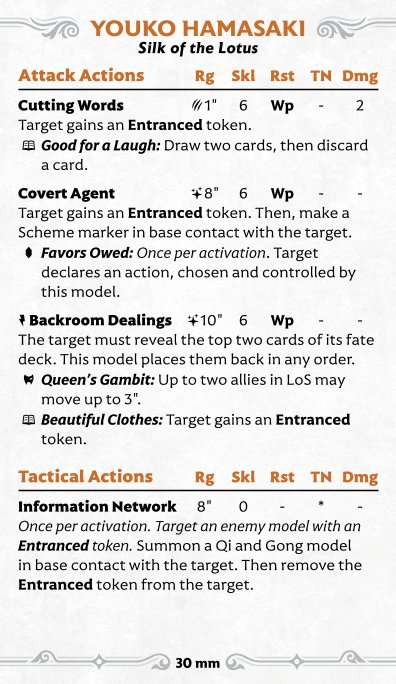 YOUKO HAMASAKI
Silk of the Lotus
Attack Actions Rg Skl Rst TN Dmg
Cutting Words 1" 6 Wp - 2
Target gains an Entranced token.
Good for a Laugh: Draw two cards, then discard
a card.
Covert Agent 8" 6 Wp - -
Target gains an Entranced token. Then, make a
Scheme marker in base contact with the target.
Favors Owed: Once per activation. Target
declares an action, chosen and controlled by
this model.
Backroom Dealings 10" 6 Wp - -
The target must reveal the top two cards of its fate
deck. This model places them back in any order.
Queen's Gambit: Up to two allies in LoS may
move up to 3".
Beautiful Clothes: Target gains an Entranced
token.
Tactical Actions Rg Skl Rst TN Dmg
Information Network 8" 0 - * -
Once per activation. Target an enemy model with an
Entranced token. Summon a Qi and Gong model
in base contact with the target. Then remove the
Entranced token from the target.
30 mm